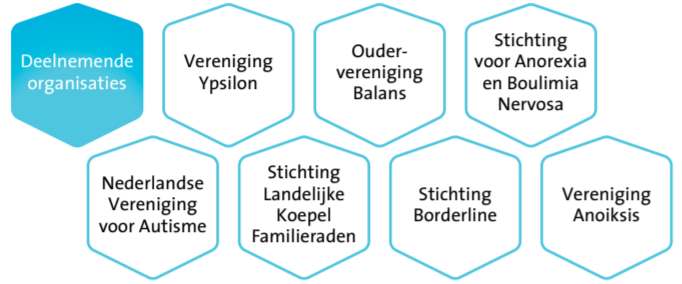 Deelnemende
organisaties
Vereniging
Ypsilon
Ouder-
vereniging
Balans
Stichting
voor Anorexia
en Boulimia
Nervosa
Nederlandse
Vereniging
voor Autisme
Stichting
Landelijke
Koepel
Familieraden
Stichting
Borderline
Vereniging
Anoiksis